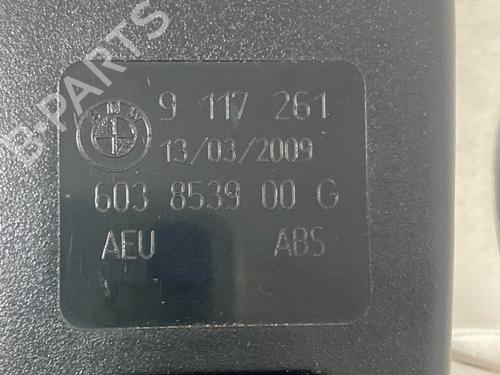 B-PARTS
BMW
9 117 261
13/03/2009
603 8539 00 G
AEU ABS